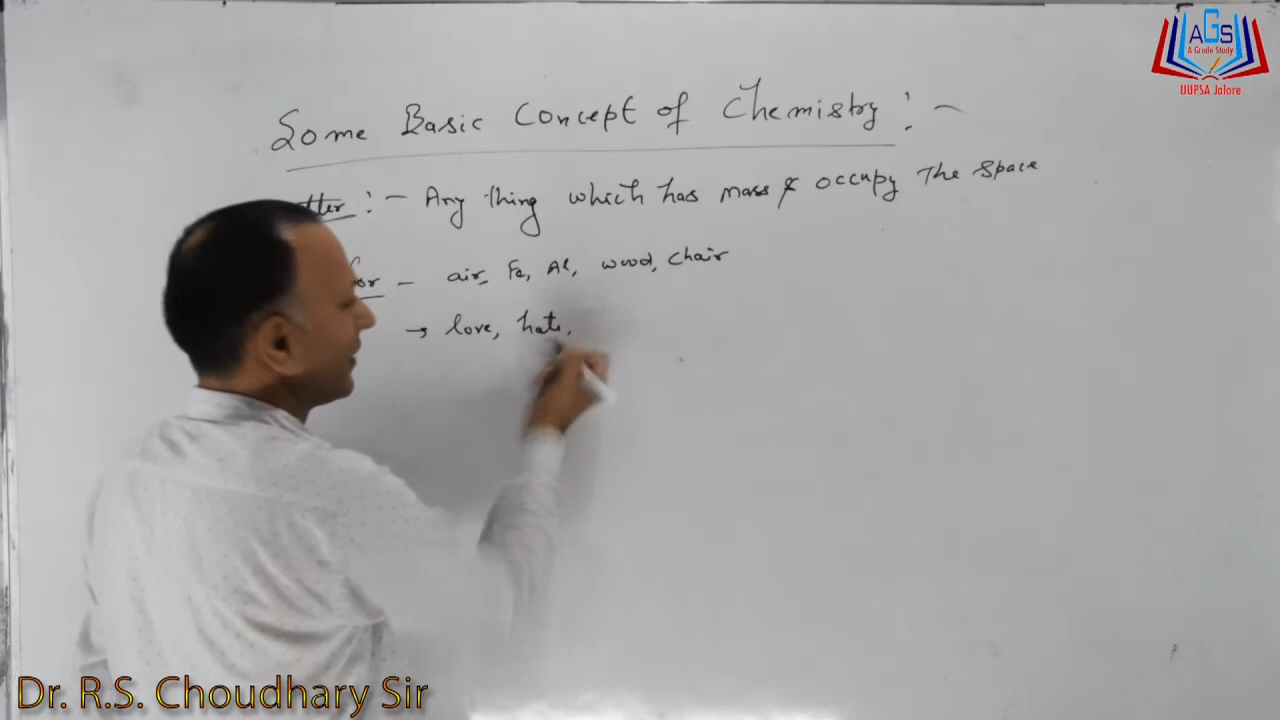 AGS
A Grade Study
UUPSA Jalore
Some Basic Concept of Chemistry :-
tter :- Any thing which has mass & occupy The space
for - air, Fe, Al, wood, chair
→ love, hate,
Dr. R.S. Choudhary Sir